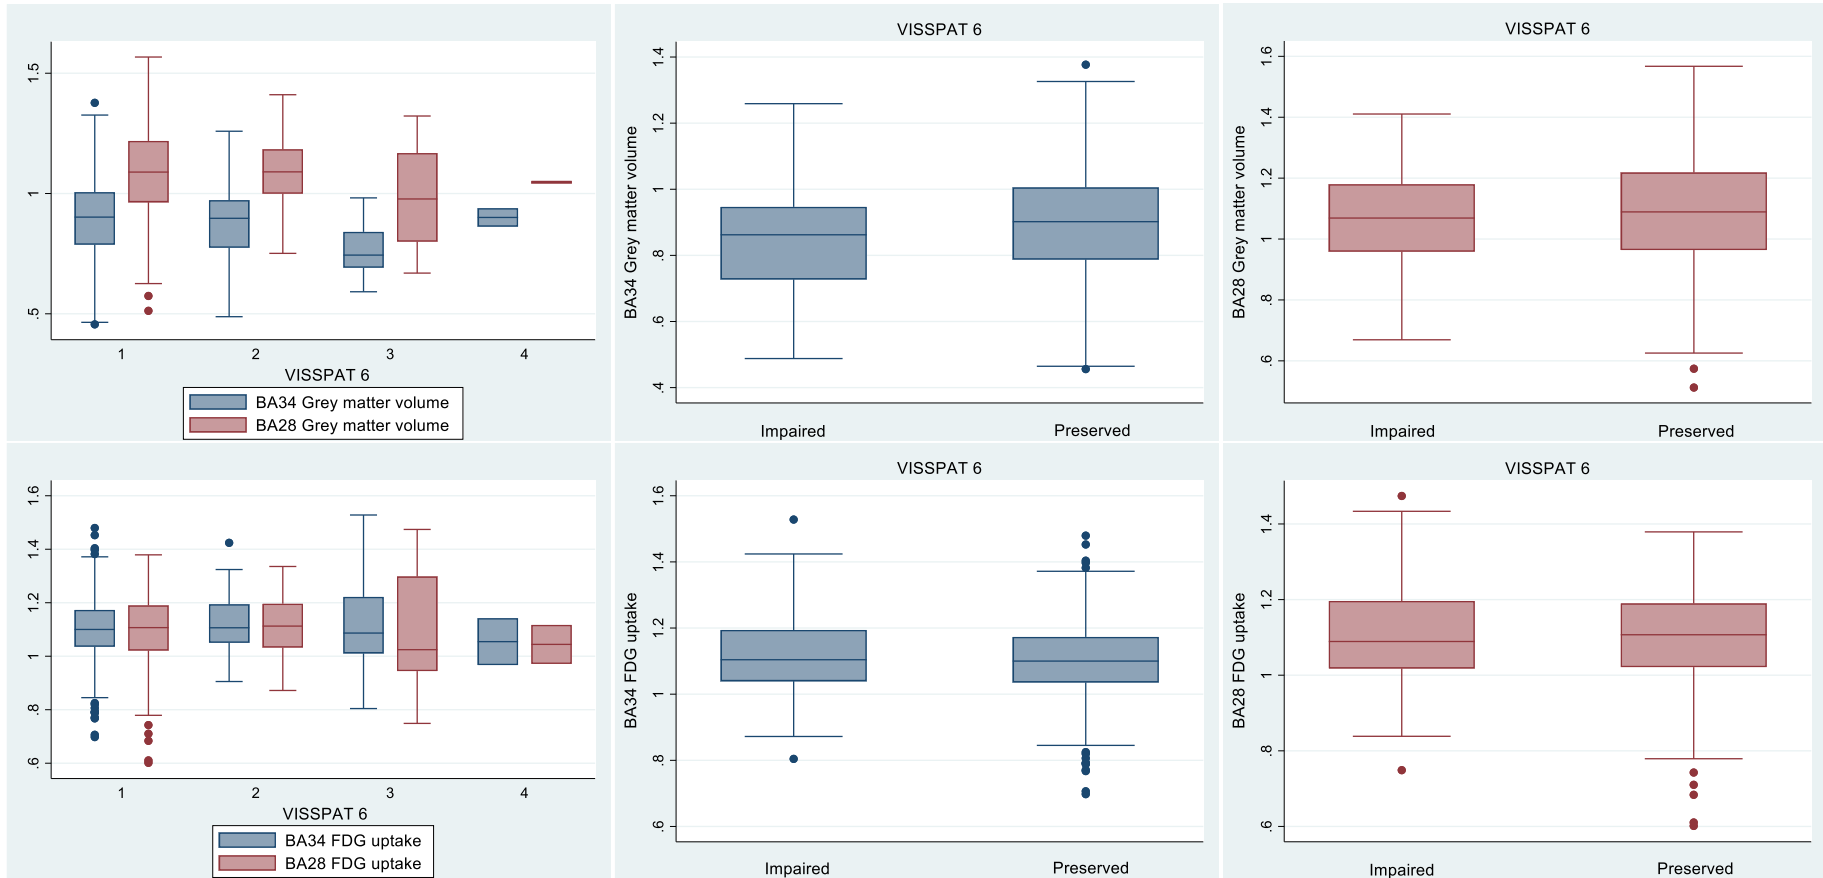 1.5
1
.5
1 2 3 4
VISSPAT 6
BA34 Grey matter volume
BA28 Grey matter volume
VISSPAT 6
BA34 Grey matter volume
1.4
1.2
1
.8
.6
.4
Impaired Preserved
VISSPAT 6
BA28 Grey matter volume
1.6
1.4
1.2
1
.8
.6
Impaired Preserved
1.6
1.4
1.2
1
.8
.6
1 2 3 4
VISSPAT 6
BA34 FDG uptake
BA28 FDG uptake
VISSPAT 6
BA34 FDG uptake
1.6
1.4
1.2
1
.8
.6
Impaired Preserved
VISSPAT 6
BA28 FDG uptake
1.4
1.2
1
.8
.6
Impaired Preserved